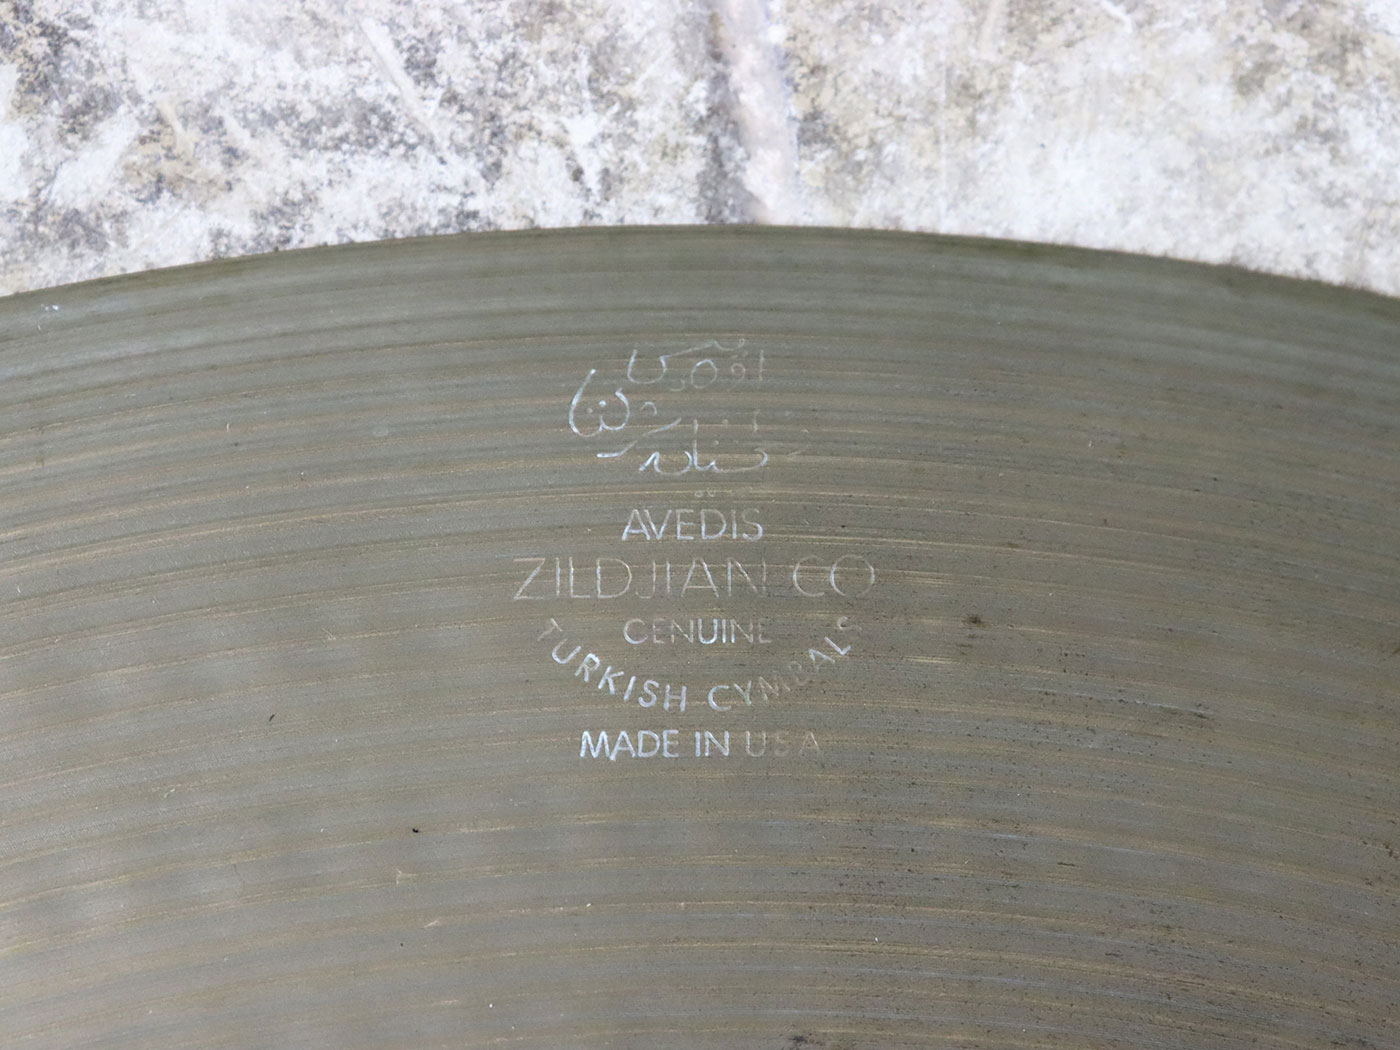 AVEDIS
ZILDJIAN CO
GENUINE
TURKISH CYMBALS
MADE IN USA